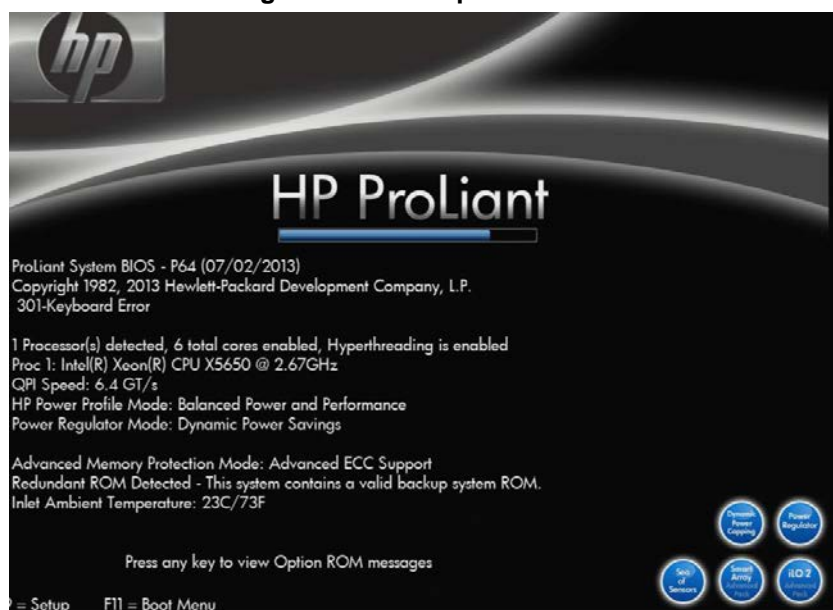 hp
HP ProLiant
ProLiant System BIOS - P64 (07/02/2013)
Copyright 1982, 2013 Hewlett-Packard Development Company, L.P.
301-Keyboard Error
1 Processor(s) detected, 6 total cores enabled, Hyperthreading is enabled
Proc 1: Intel(R) Xeon(R) CPU X5650 @ 2.67GHz
QPI Speed: 6.4 GT/s
HP Power Profile Mode: Balanced Power and Performance
Power Regulator Mode: Dynamic Power Savings
Advanced Memory Protection Mode: Advanced ECC Support
Redundant ROM Detected - This system contains a valid backup system ROM.
Inlet Ambient Temperature: 23C/73F
Dynamic
Power
Capping
Power
Regulator
Press any key to view Option ROM messages
Sea
of
Sensors
Smart
Array
Advanced
Pack
iLO 2
Advanced
Pack
= Setup F11 = Boot Menu